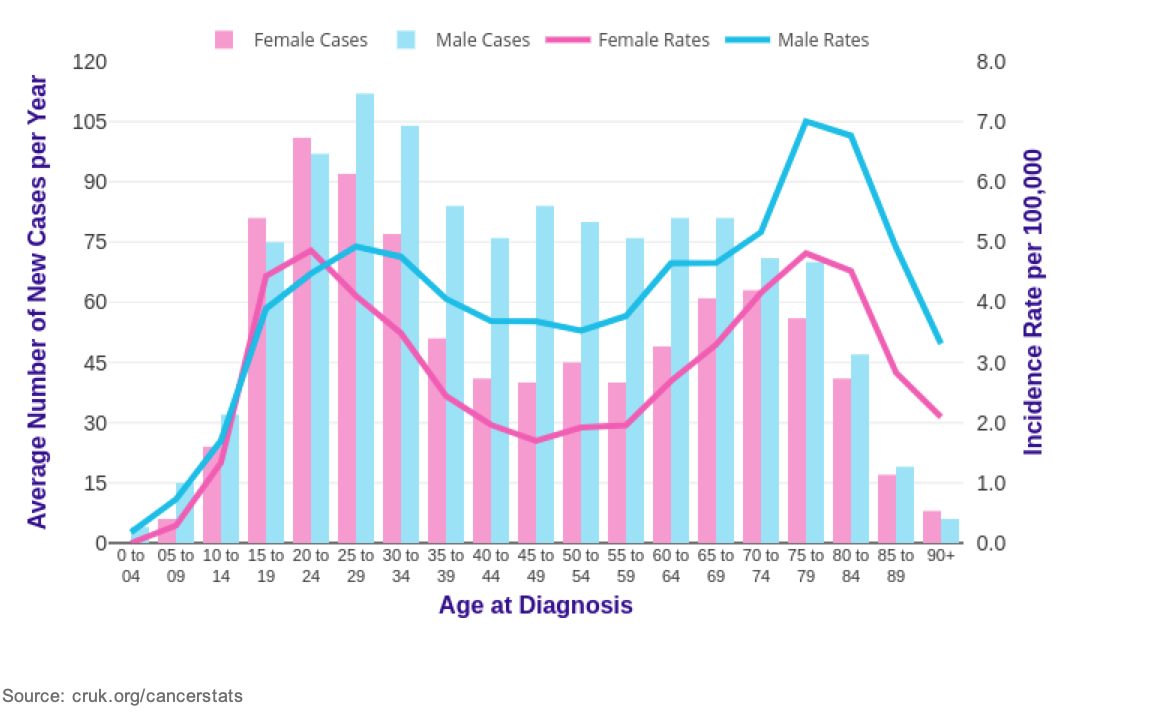 Female Cases Male Cases Female Rates Male Rates
Average Number of New Cases per Year
120
105
90
75
60
45
30
15
0
8.0
7.0
6.0
5.0
4.0
3.0
2.0
1.0
0.0
Incidence Rate per 100,000
0 to 04
05 to 09
10 to 14
15 to 19
20 to 24
25 to 29
30 to 34
35 to 39
40 to 44
45 to 49
50 to 54
55 to 59
60 to 64
65 to 69
70 to 74
75 to 79
80 to 84
85 to 89
90+
Age at Diagnosis
Source: cruk.org/cancerstats